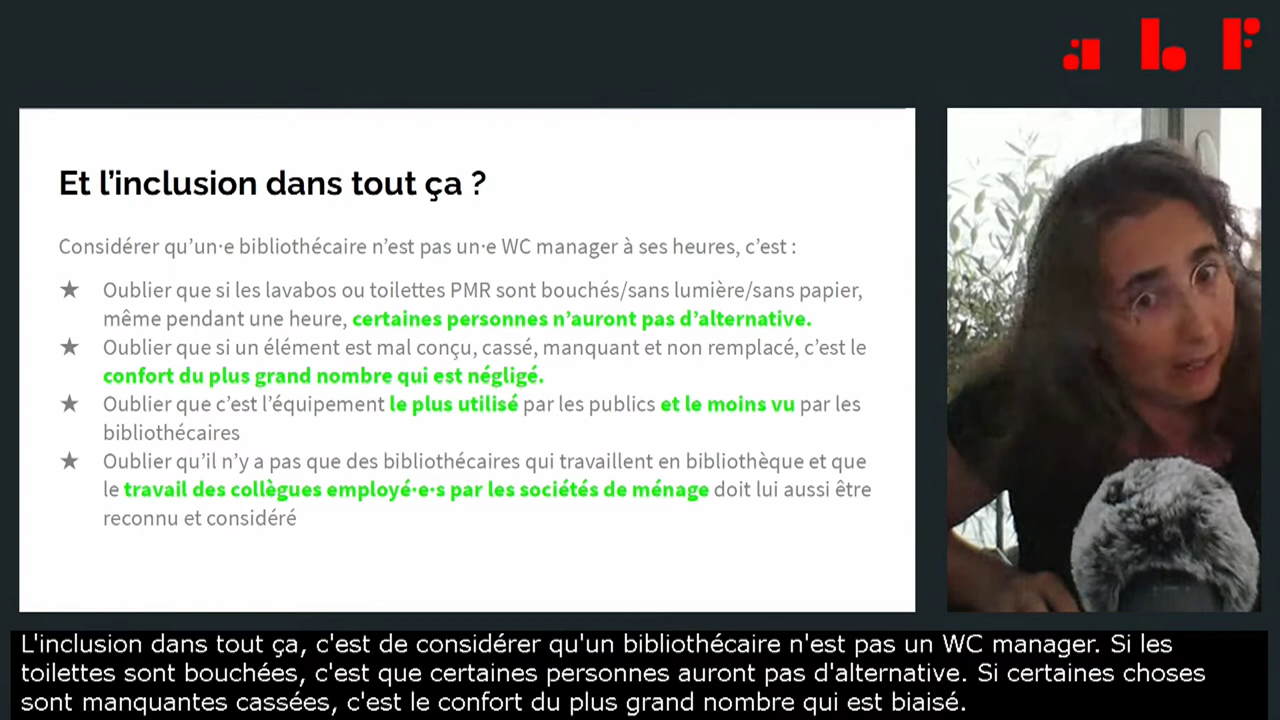 a b F
Et l’inclusion dans tout ça ?
Considérer qu’un·e bibliothécaire n’est pas un·e WC manager à ses heures, c’est :
★ Oublier que si les lavabos ou toilettes PMR sont bouchés/sans lumière/sans papier,
même pendant une heure, certaines personnes n’auront pas d’alternative.
★ Oublier que si un élément est mal conçu, cassé, manquant et non remplacé, c’est le
confort du plus grand nombre qui est négligé.
★ Oublier que c’est l’équipement le plus utilisé par les publics et le moins vu par les
bibliothécaires
★ Oublier qu’il n’y a pas que des bibliothécaires qui travaillent en bibliothèque et que
le travail des collègues employé·e·s par les sociétés de ménage doit lui aussi être
reconnu et considéré
L'inclusion dans tout ça, c'est de considérer qu'un bibliothécaire n'est pas un WC manager. Si les
toilettes sont bouchées, c'est que certaines personnes auront pas d'alternative. Si certaines choses
sont manquantes cassées, c'est le confort du plus grand nombre qui est biaisé.